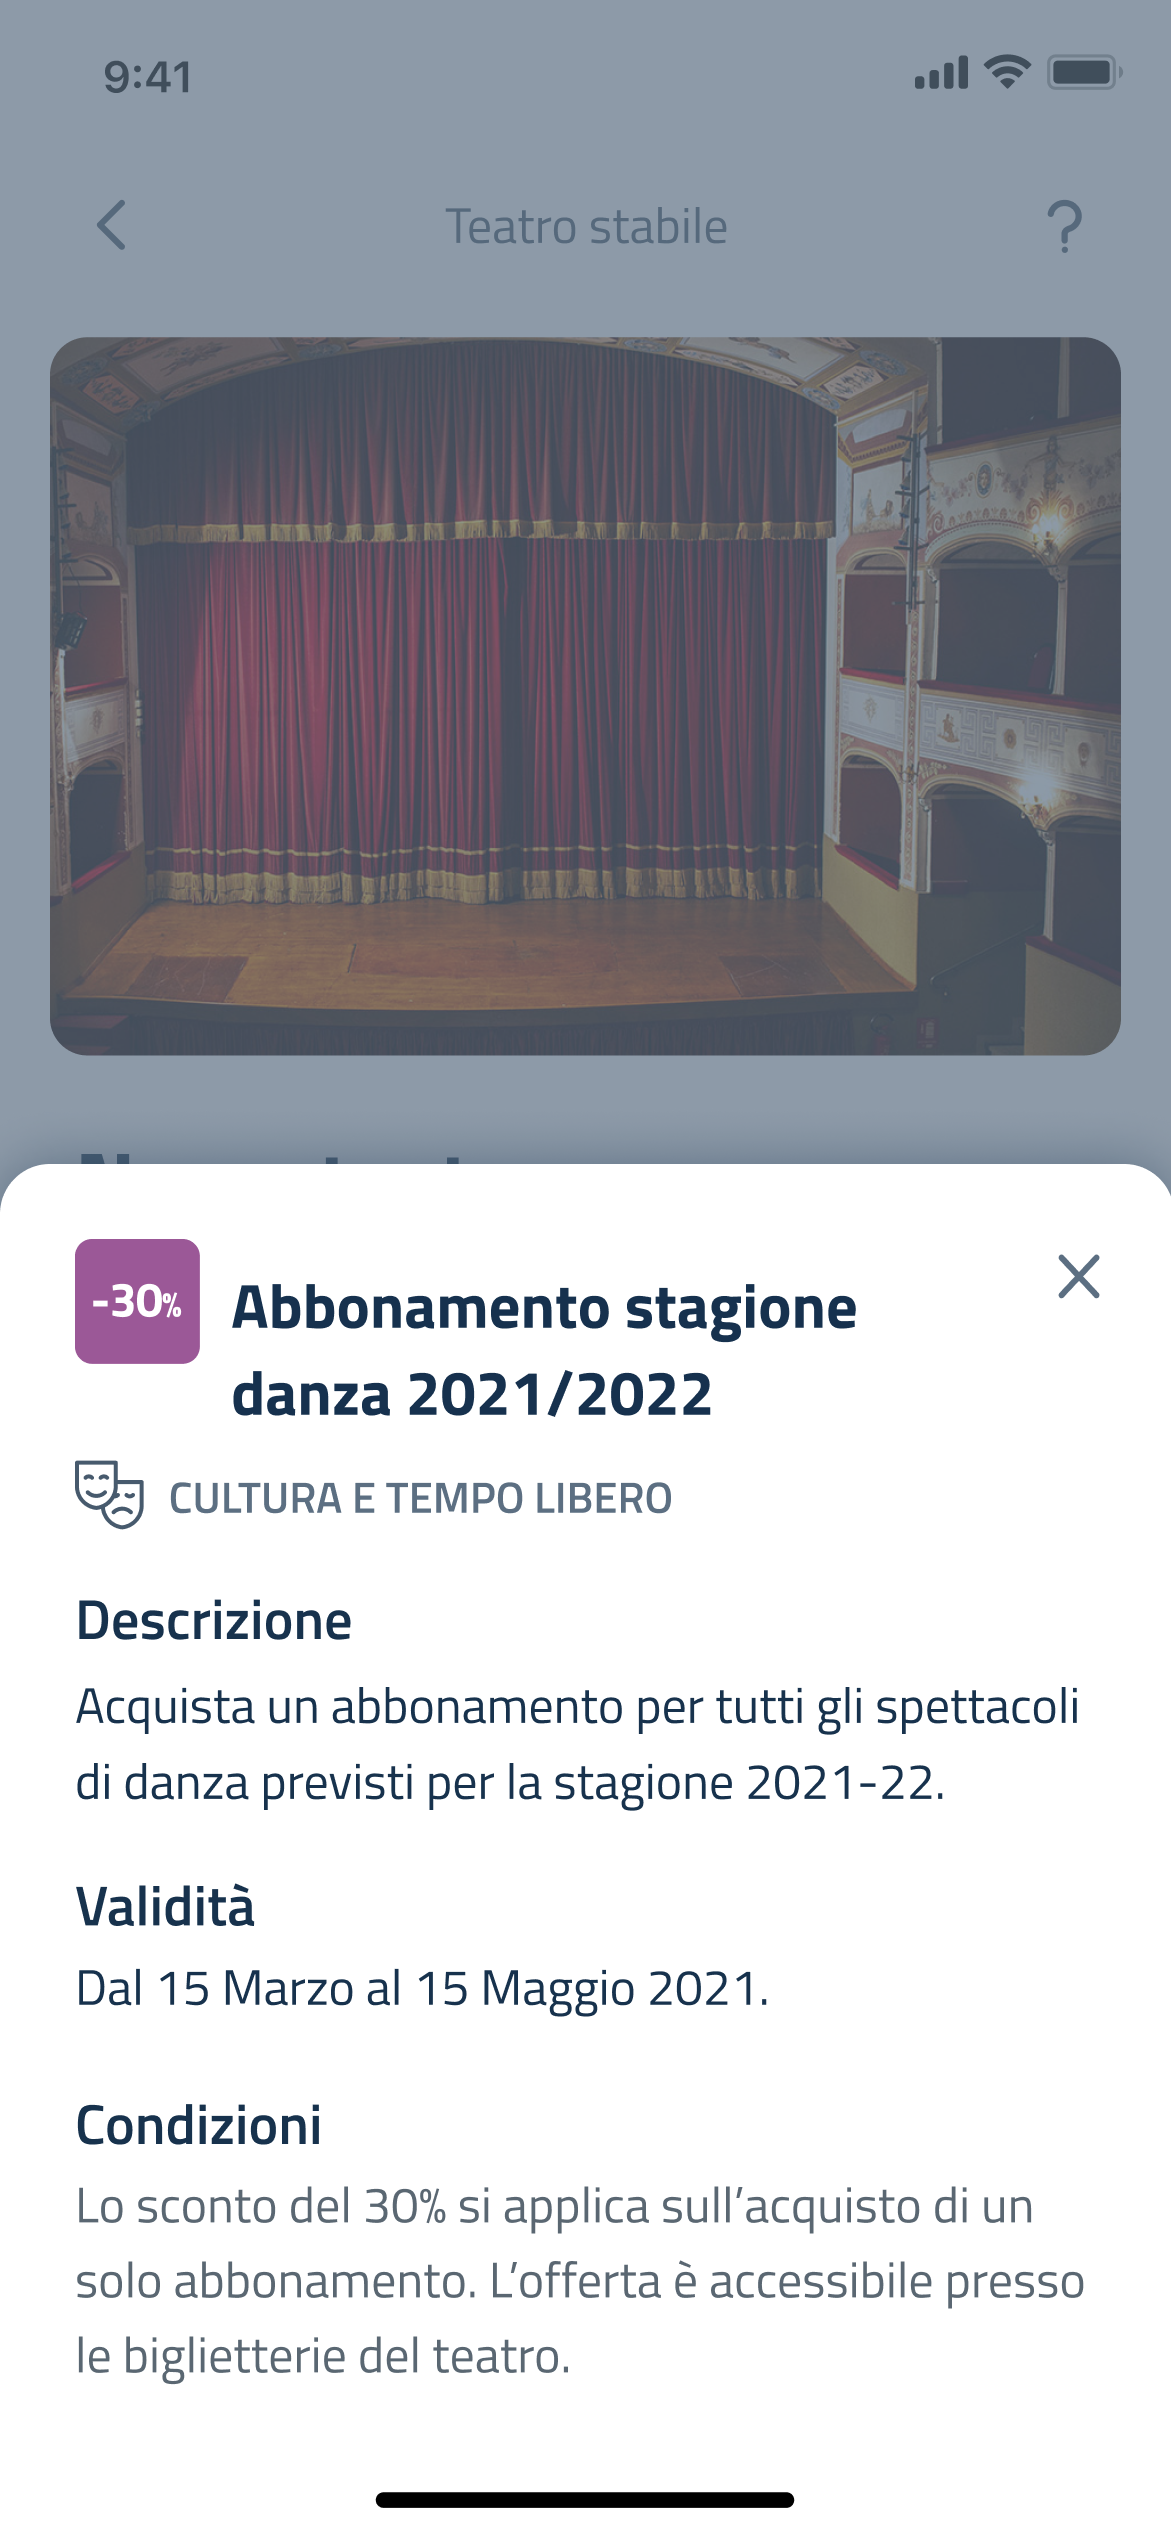 9:41
Teatro stabile
-30%
Abbonamento stagione
danza 2021/2022
CULTURA E TEMPO LIBERO
Descrizione
Acquista un abbonamento per tutti gli spettacoli
di danza previsti per la stagione 2021-22.
Validità
Dal 15 Marzo al 15 Maggio 2021.
Condizioni
Lo sconto del 30% si applica sull’acquisto di un
solo abbonamento. L’offerta è accessibile presso
le biglietterie del teatro.